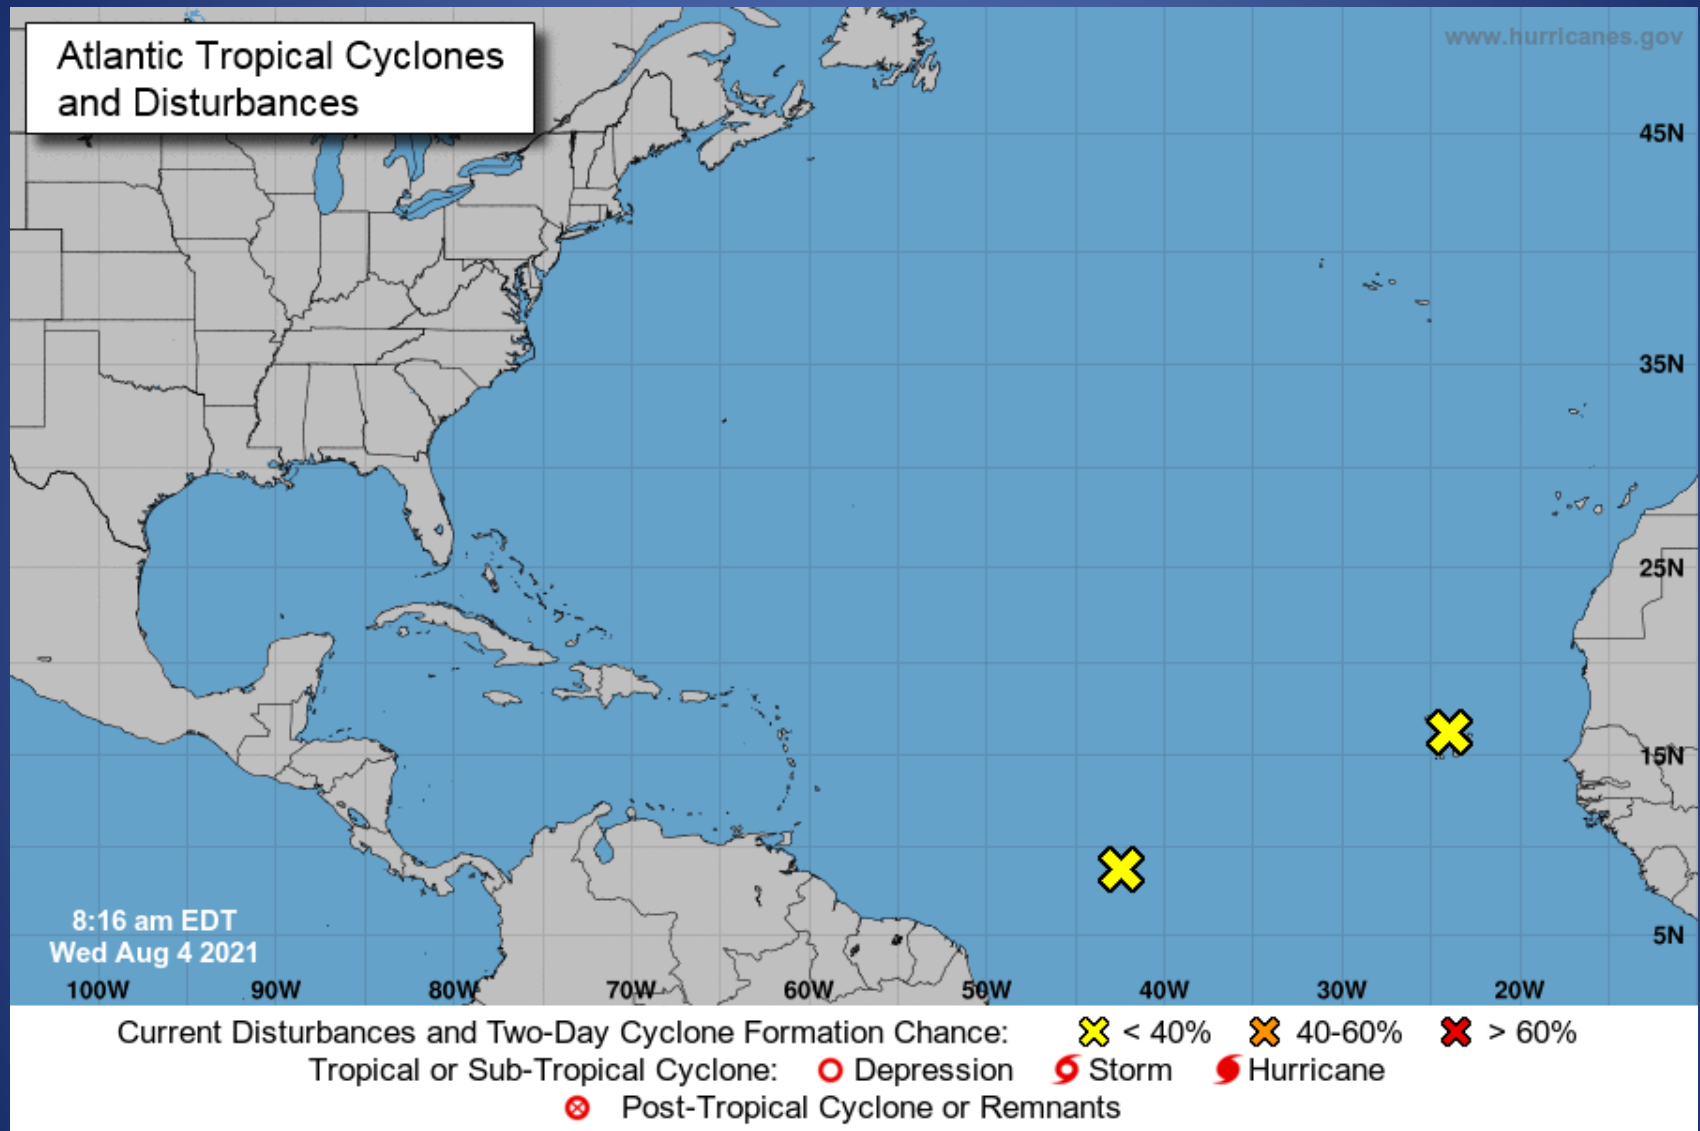 Atlantic Tropical Cyclones
and Disturbances
www.hurricanes.gov
45N
35N
25N
15N
5N
8:16 am EDT
Wed Aug 4 2021
100W 90W 80W 70W 60W 50W 40W 30W 20W
Current Disturbances and Two-Day Cyclone Formation Chance: < 40% 40-60% > 60%
Tropical or Sub-Tropical Cyclone: Depression Storm Hurricane
Post-Tropical Cyclone or Remnants